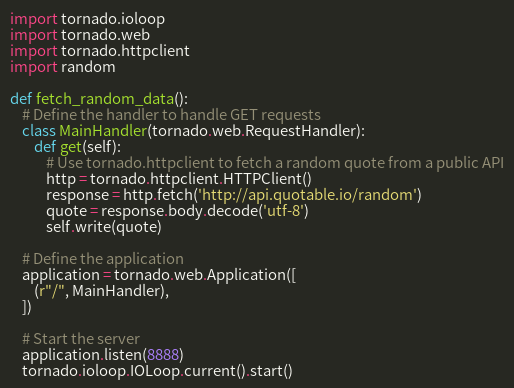 import tornado.ioloop
import tornado.web
import tornado.httpclient
import random

def fetch_random_data():
    # Define the handler to handle GET requests
    class MainHandler(tornado.web.RequestHandler):
        def get(self):
            # Use tornado.httpclient to fetch a random quote from a public API
            http = tornado.httpclient.HTTPClient()
            response = http.fetch('http://api.quotable.io/random')
            quote = response.body.decode('utf-8')
            self.write(quote)

    # Define the application
    application = tornado.web.Application([
        (r"/", MainHandler),
    ])

    # Start the server
    application.listen(8888)
    tornado.ioloop.IOLoop.current().start()